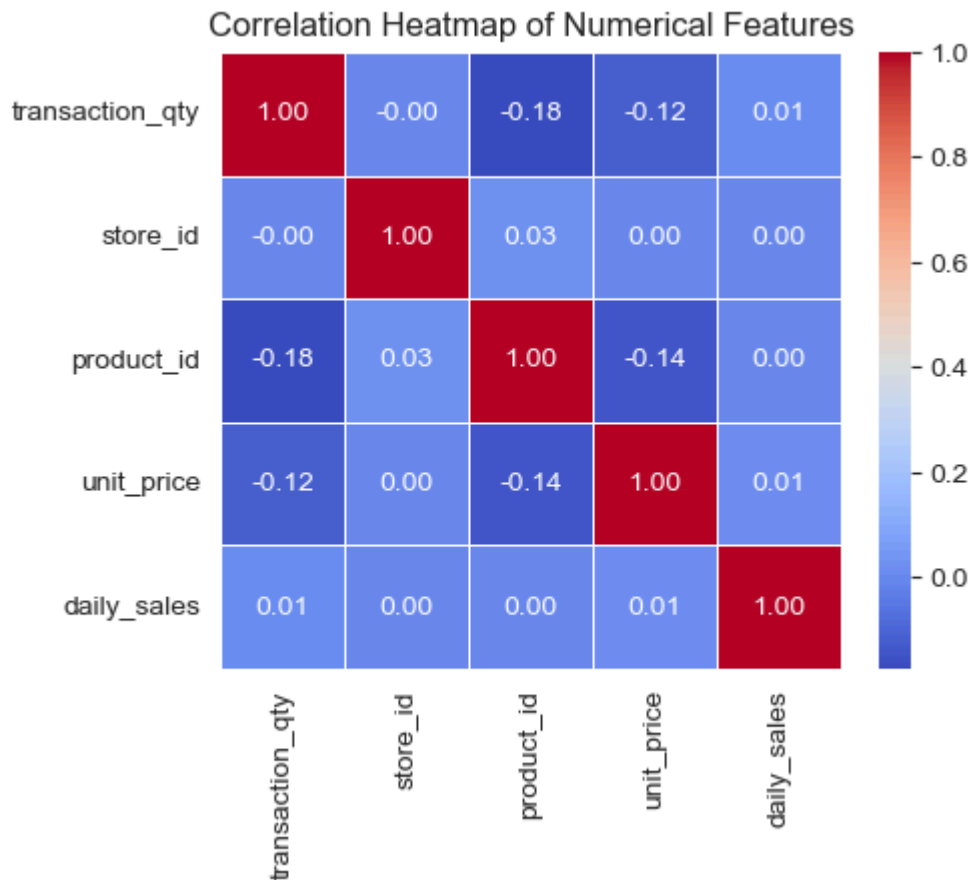 Correlation Heatmap of Numerical Features
transaction_qty 1.00 -0.00 -0.18 -0.12 0.01
store_id -0.00 1.00 0.03 0.00 0.00
product_id -0.18 0.03 1.00 -0.14 0.00
unit_price -0.12 0.00 -0.14 1.00 0.01
daily_sales 0.01 0.00 0.00 0.01 1.00
transaction_qty
store_id
product_id
unit_price
daily_sales
1.0
0.8
0.6
0.4
0.2
0.0